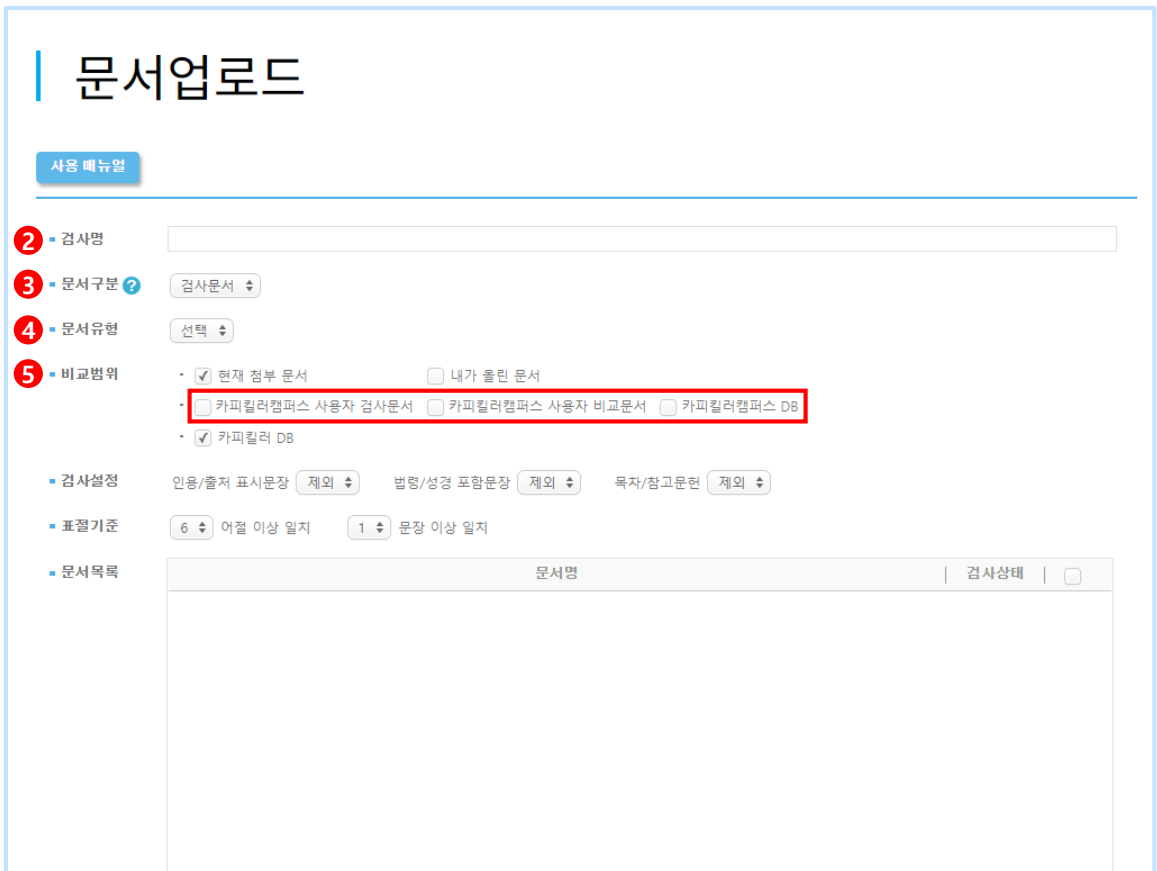 문서업로드
사용 매뉴얼
2 검사명
3 문서구분 ? 검사문서
4 문서유형 선택
5 비교범위 - 현재 첨부 문서 내가 올린 문서
- 카피킬러캠퍼스 사용자 검사문서 카피킬러캠퍼스 사용자 비교문서 카피킬러캠퍼스 DB
- 카피킬러 DB
검사설정 인용/출처 표시문장 제외 법령/성경 포함문장 제외 목차/참고문헌 제외
표절기준 6 어절 이상 일치 1 문장 이상 일치
문서목록 문서명 | 검사상태 |